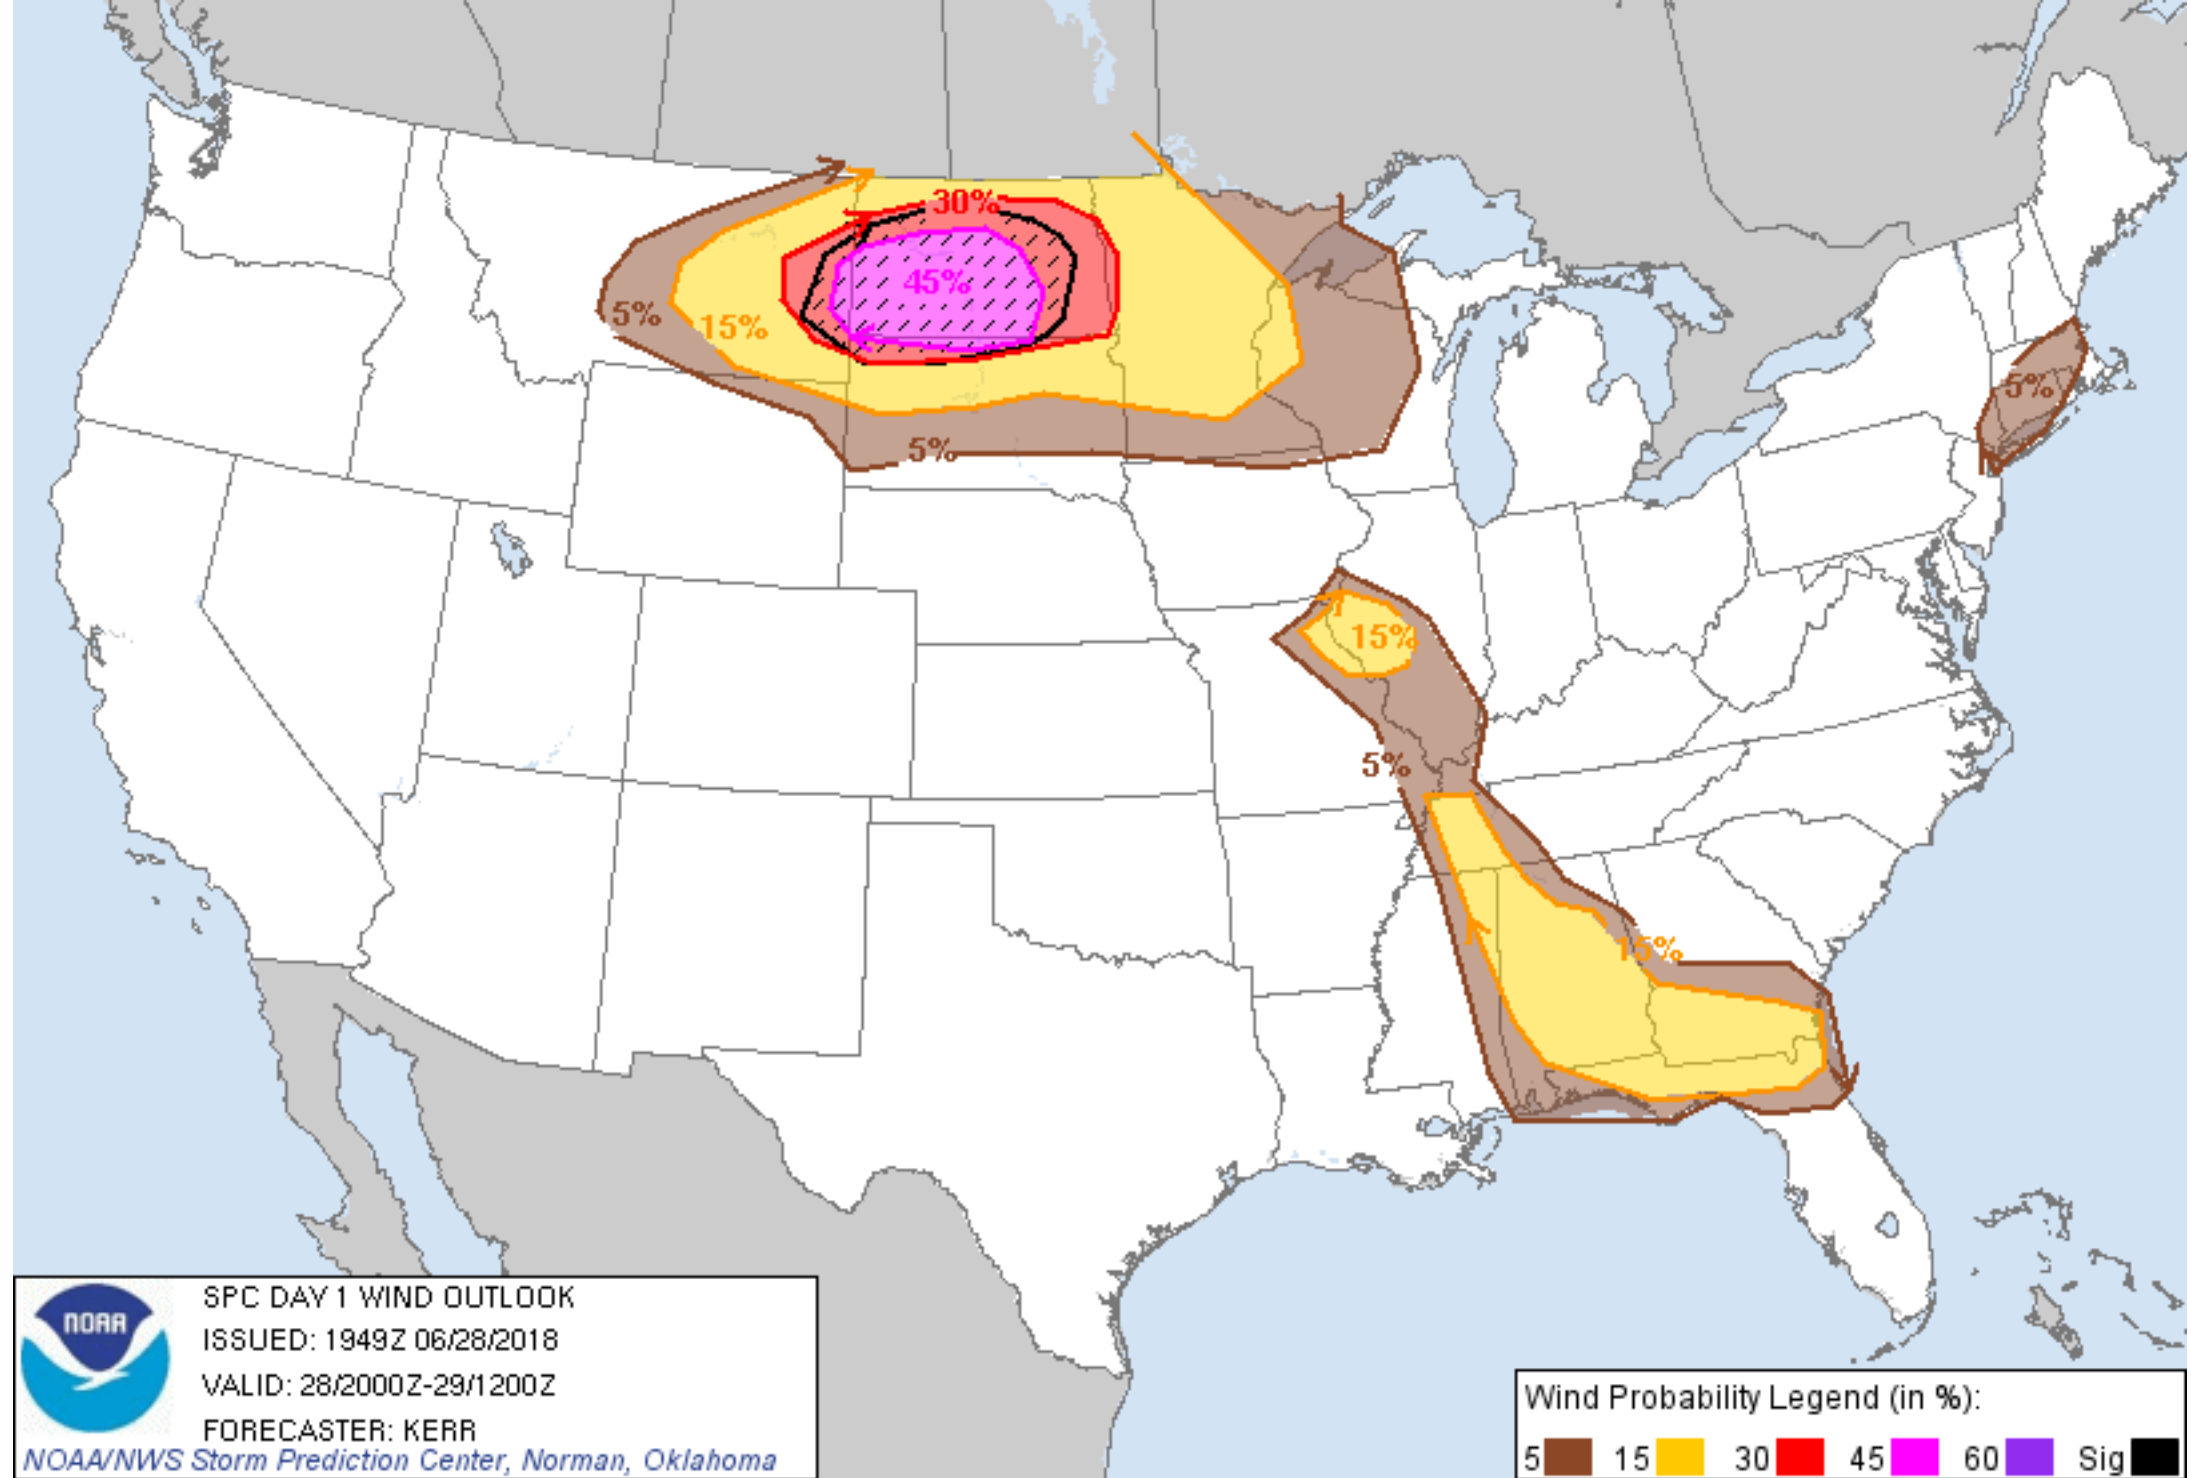 30%
45%
5%
15%
5%
5%
15%
5%
15%
NOAA
SPC DAY 1 WIND OUTLOOK
ISSUED: 1949Z 06/28/2018
VALID: 28/2000Z-29/1200Z
FORECASTER: KERR
NOAA/NWS Storm Prediction Center, Norman, Oklahoma
Wind Probability Legend (in %):
5 15 30 45 60 Sig